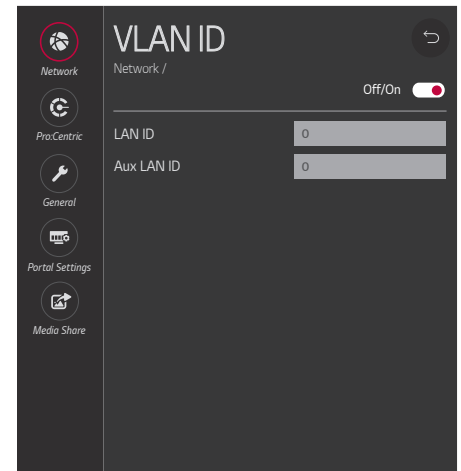 VLAN ID
Network /
Off/On
LAN ID 0
Aux LAN ID 0
Network
Pro:Centric
General
Portal Settings
Media Share